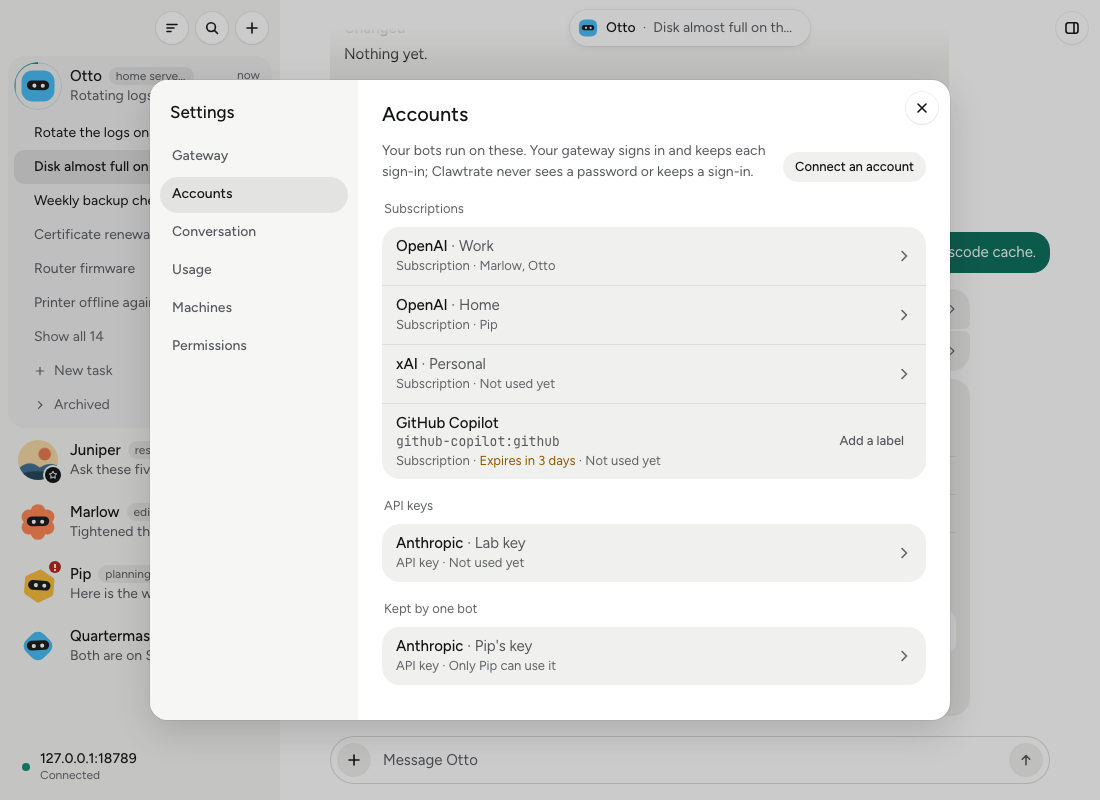 Otto · Disk almost full on th...
Changed
Nothing yet.
Otto home serve... now
Rotating logs
Rotate the logs on
Disk almost full on
Weekly backup che
Certificate renewa
Router firmware
Printer offline agai
Show all 14
New task
Archived
Juniper res
Ask these fiv
Marlow edi
Tightened th
Pip planning
Here is the w
Quartermas
Both are on S
127.0.0.1:18789
Connected
Settings
Gateway
Accounts
Conversation
Usage
Machines
Permissions
Accounts
Your bots run on these. Your gateway signs in and keeps each
sign-in; Clawtrate never sees a password or keeps a sign-in.
Connect an account
Subscriptions
OpenAI · Work
Subscription · Marlow, Otto
OpenAI · Home
Subscription · Pip
xAI · Personal
Subscription · Not used yet
GitHub Copilot
github-copilot:github
Subscription · Expires in 3 days · Not used yet
Add a label
API keys
Anthropic · Lab key
API key · Not used yet
Kept by one bot
Anthropic · Pip's key
API key · Only Pip can use it
scode cache.
Message Otto